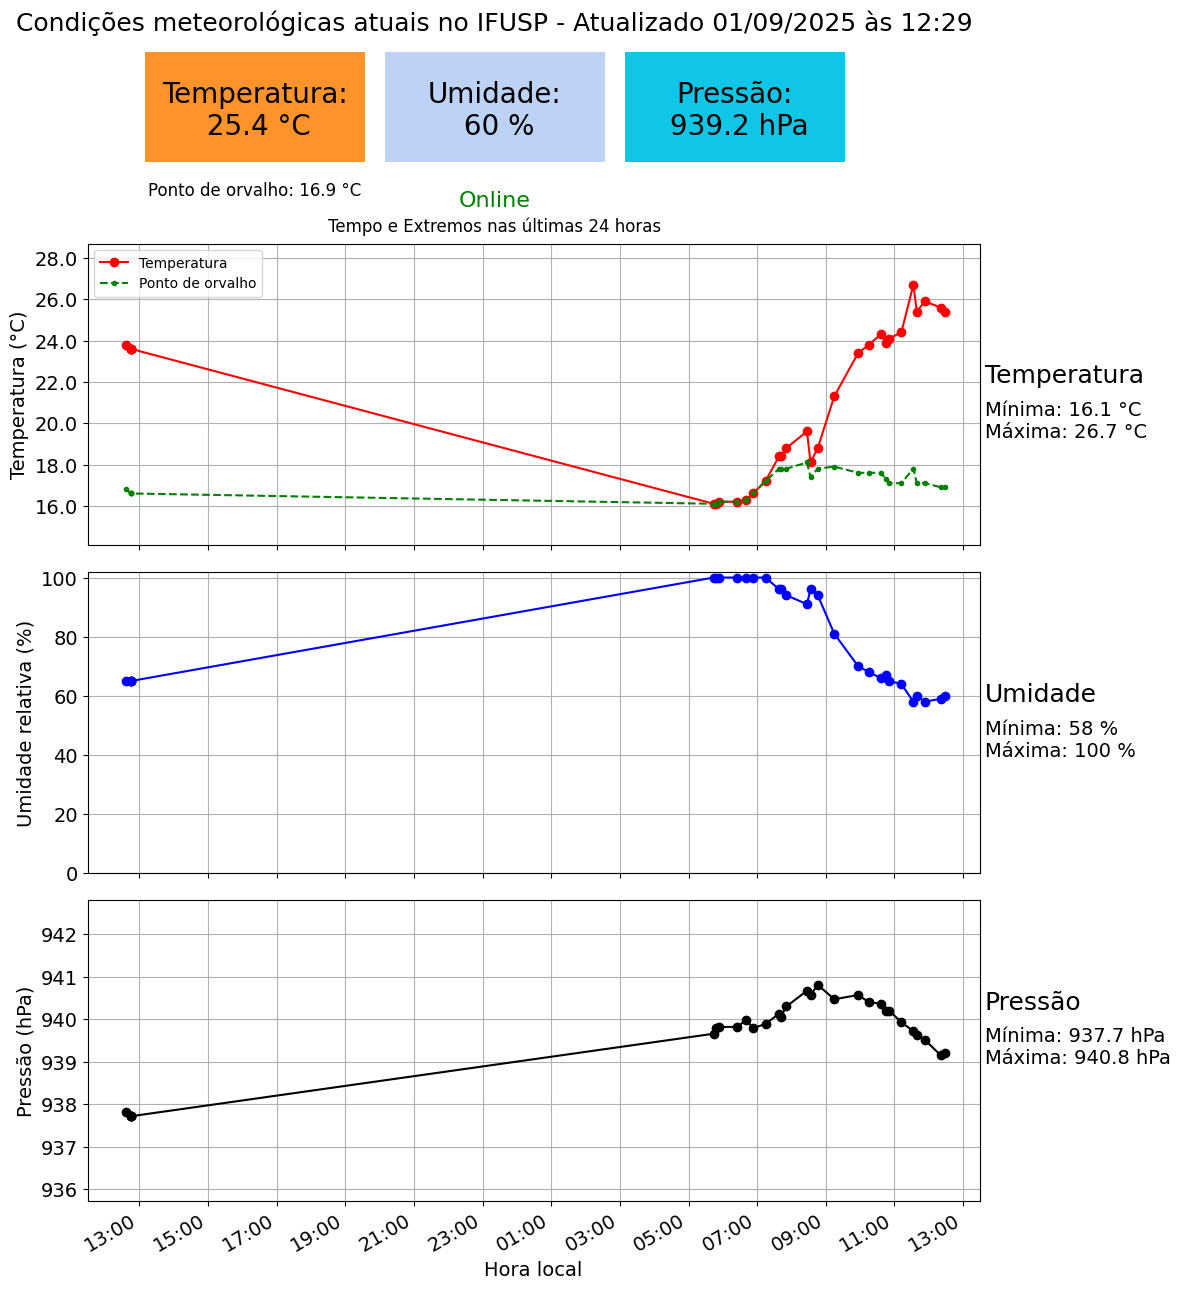 Condições meteorológicas atuais no IFUSP - Atualizado 01/09/2025 às 12:29
Temperatura:
25.4 °C
Umidade:
60 %
Pressão:
939.2 hPa
Ponto de orvalho: 16.9 °C
Online
Tempo e Extremos nas últimas 24 horas
Temperatura (°C)
28.0
26.0
24.0
22.0
20.0
18.0
16.0
Temperatura
Ponto de orvalho
Temperatura
Mínima: 16.1 °C
Máxima: 26.7 °C
Umidade relativa (%)
100
80
60
40
20
0
Umidade
Mínima: 58 %
Máxima: 100 %
Pressão (hPa)
942
941
940
939
938
937
936
Pressão
Mínima: 937.7 hPa
Máxima: 940.8 hPa
13:00 15:00 17:00 19:00 21:00 23:00 01:00 03:00 05:00 07:00 09:00 11:00 13:00
Hora local